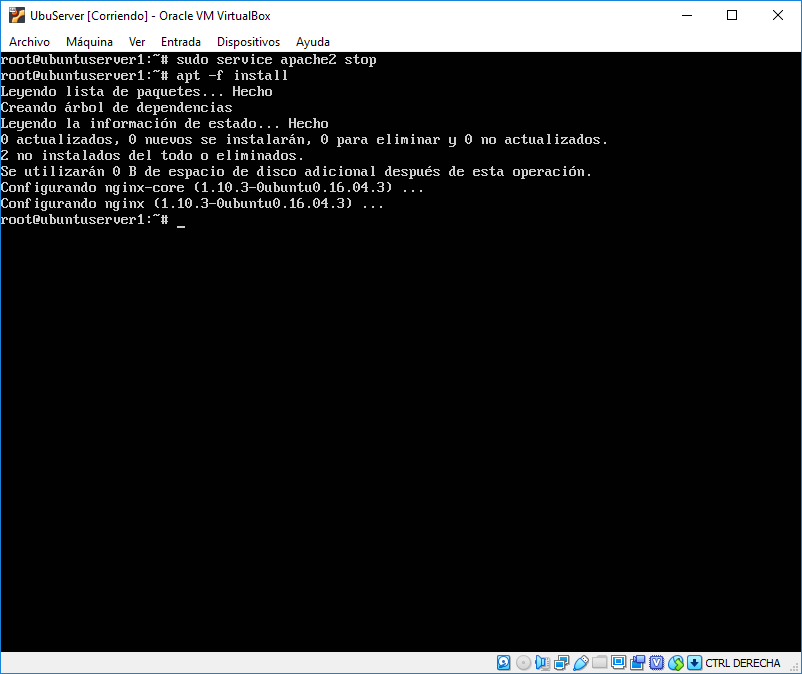 UbuServer [Corriendo] - Oracle VM VirtualBox
Archivo Máquina Ver Entrada Dispositivos Ayuda
root@ubuntuserver1:~# sudo service apache2 stop
root@ubuntuserver1:~# apt -f install
Leyendo lista de paquetes... Hecho
Creando árbol de dependencias
Leyendo la información de estado... Hecho
0 actualizados, 0 nuevos se instalarán, 0 para eliminar y 0 no actualizados.
2 no instalados del todo o eliminados.
Se utilizarán 0 B de espacio de disco adicional después de esta operación.
Configurando nginx-core (1.10.3-0ubuntu0.16.04.3) ...
Configurando nginx (1.10.3-0ubuntu0.16.04.3) ...
root@ubuntuserver1:~# _
CTRL DERECHA